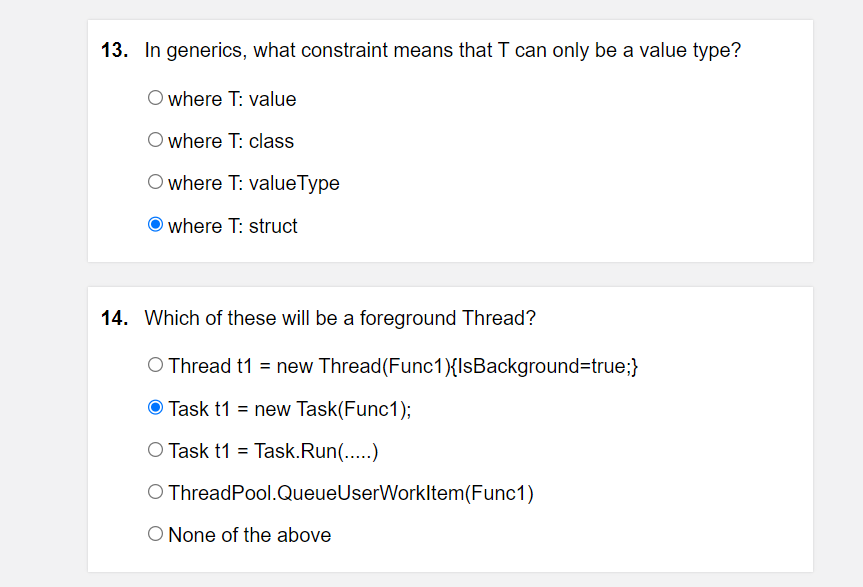 13. In generics, what constraint means that T can only be a value type?
where T: value
where T: class
where T: valueType
where T: struct
14. Which of these will be a foreground Thread?
Thread t1 = new Thread(Func1){IsBackground=true;}
Task t1 = new Task(Func1);
Task t1 = Task.Run(.....)
ThreadPool.QueueUserWorkItem(Func1)
None of the above